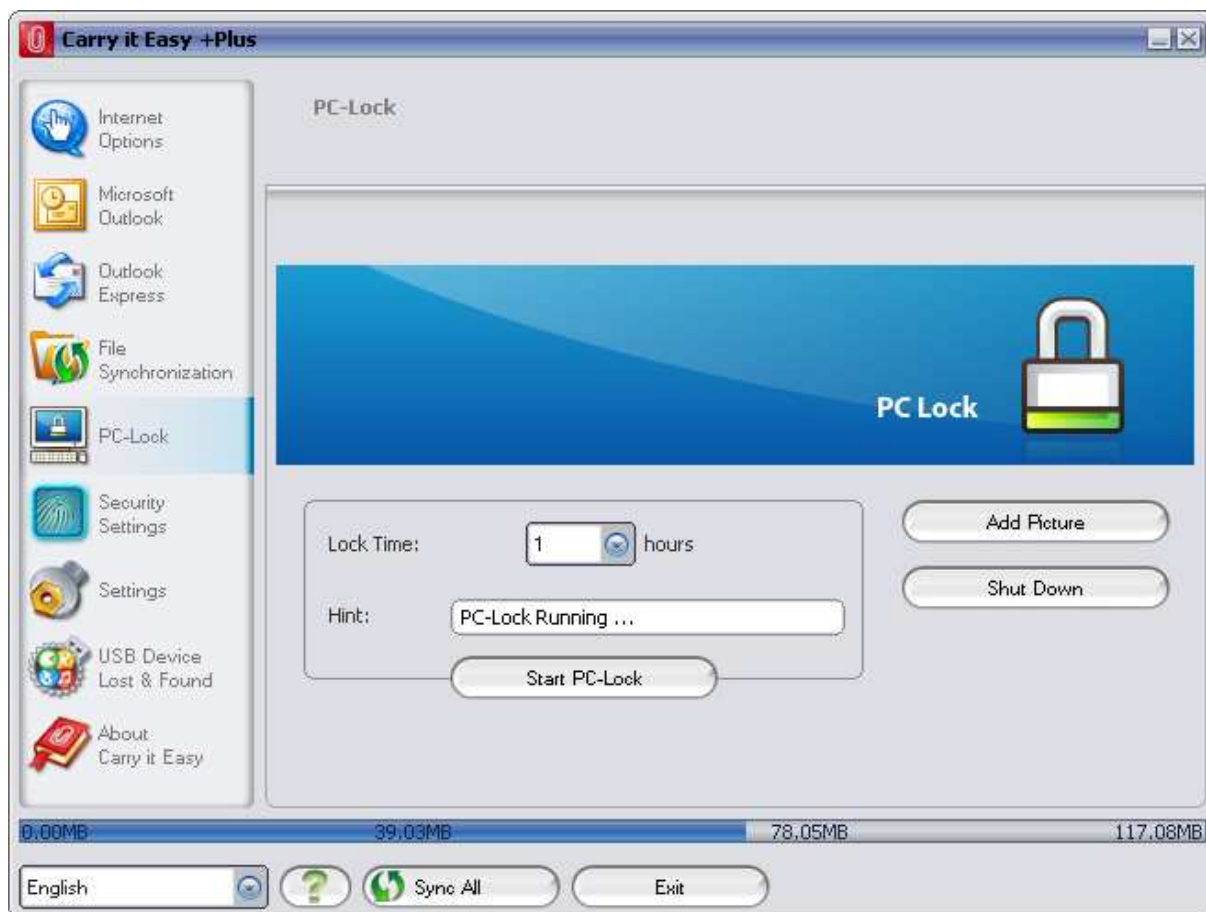 Carry it Easy +Plus
Internet
Options
Microsoft
Outlook
Outlook
Express
File
Synchronization
PC-Lock
Security
Settings
Settings
USB Device
Lost & Found
About
Carry it Easy
PC-Lock
PC Lock
Lock Time:
1
hours
Hint:
PC-Lock Running ...
Start PC-Lock
Add Picture
Shut Down
0.00MB
39.03MB
78.05MB
117.08MB
English
?
Sync All
Exit